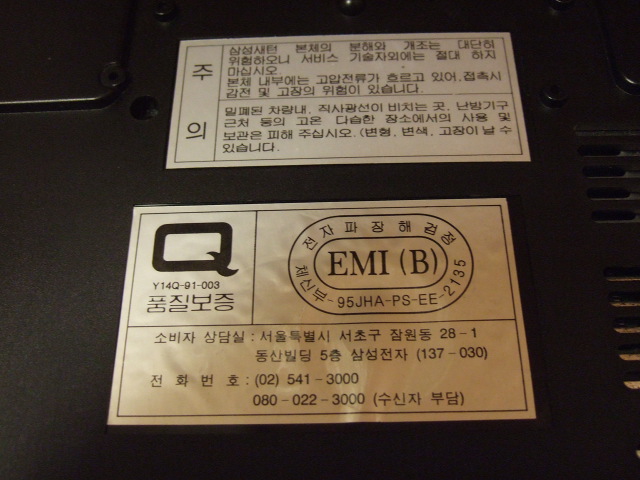 주
의
삼성새턴 본체의 분해와 개조는 대단히
위험하오니 서비스 기술자외에는 절대 하지
마십시오
본체 내부에는 고압전류가 흐르고 있어,접촉시
감전 및 고장의 위험이 있습니다.
밀폐된 차량내, 직사광선이 비치는 곳, 난방기구
근처 등의 고온 다습한 장소에서의 사용 및
보관은 피해 주십시오.(변형, 변색, 고장이 날 수
있습니다.
Q
Y14Q-91-003
품질보증
전자파장해검정
EMI (B)
체신부-95JHA-PS-EE-2135
소비자 상담실 : 서울특별시 서초구 잠원동 28-1
동산빌딩 5층 삼성전자 (137-030)
전 화 번 호 : (02) 541-3000
080-022-3000 (수신자 부담)